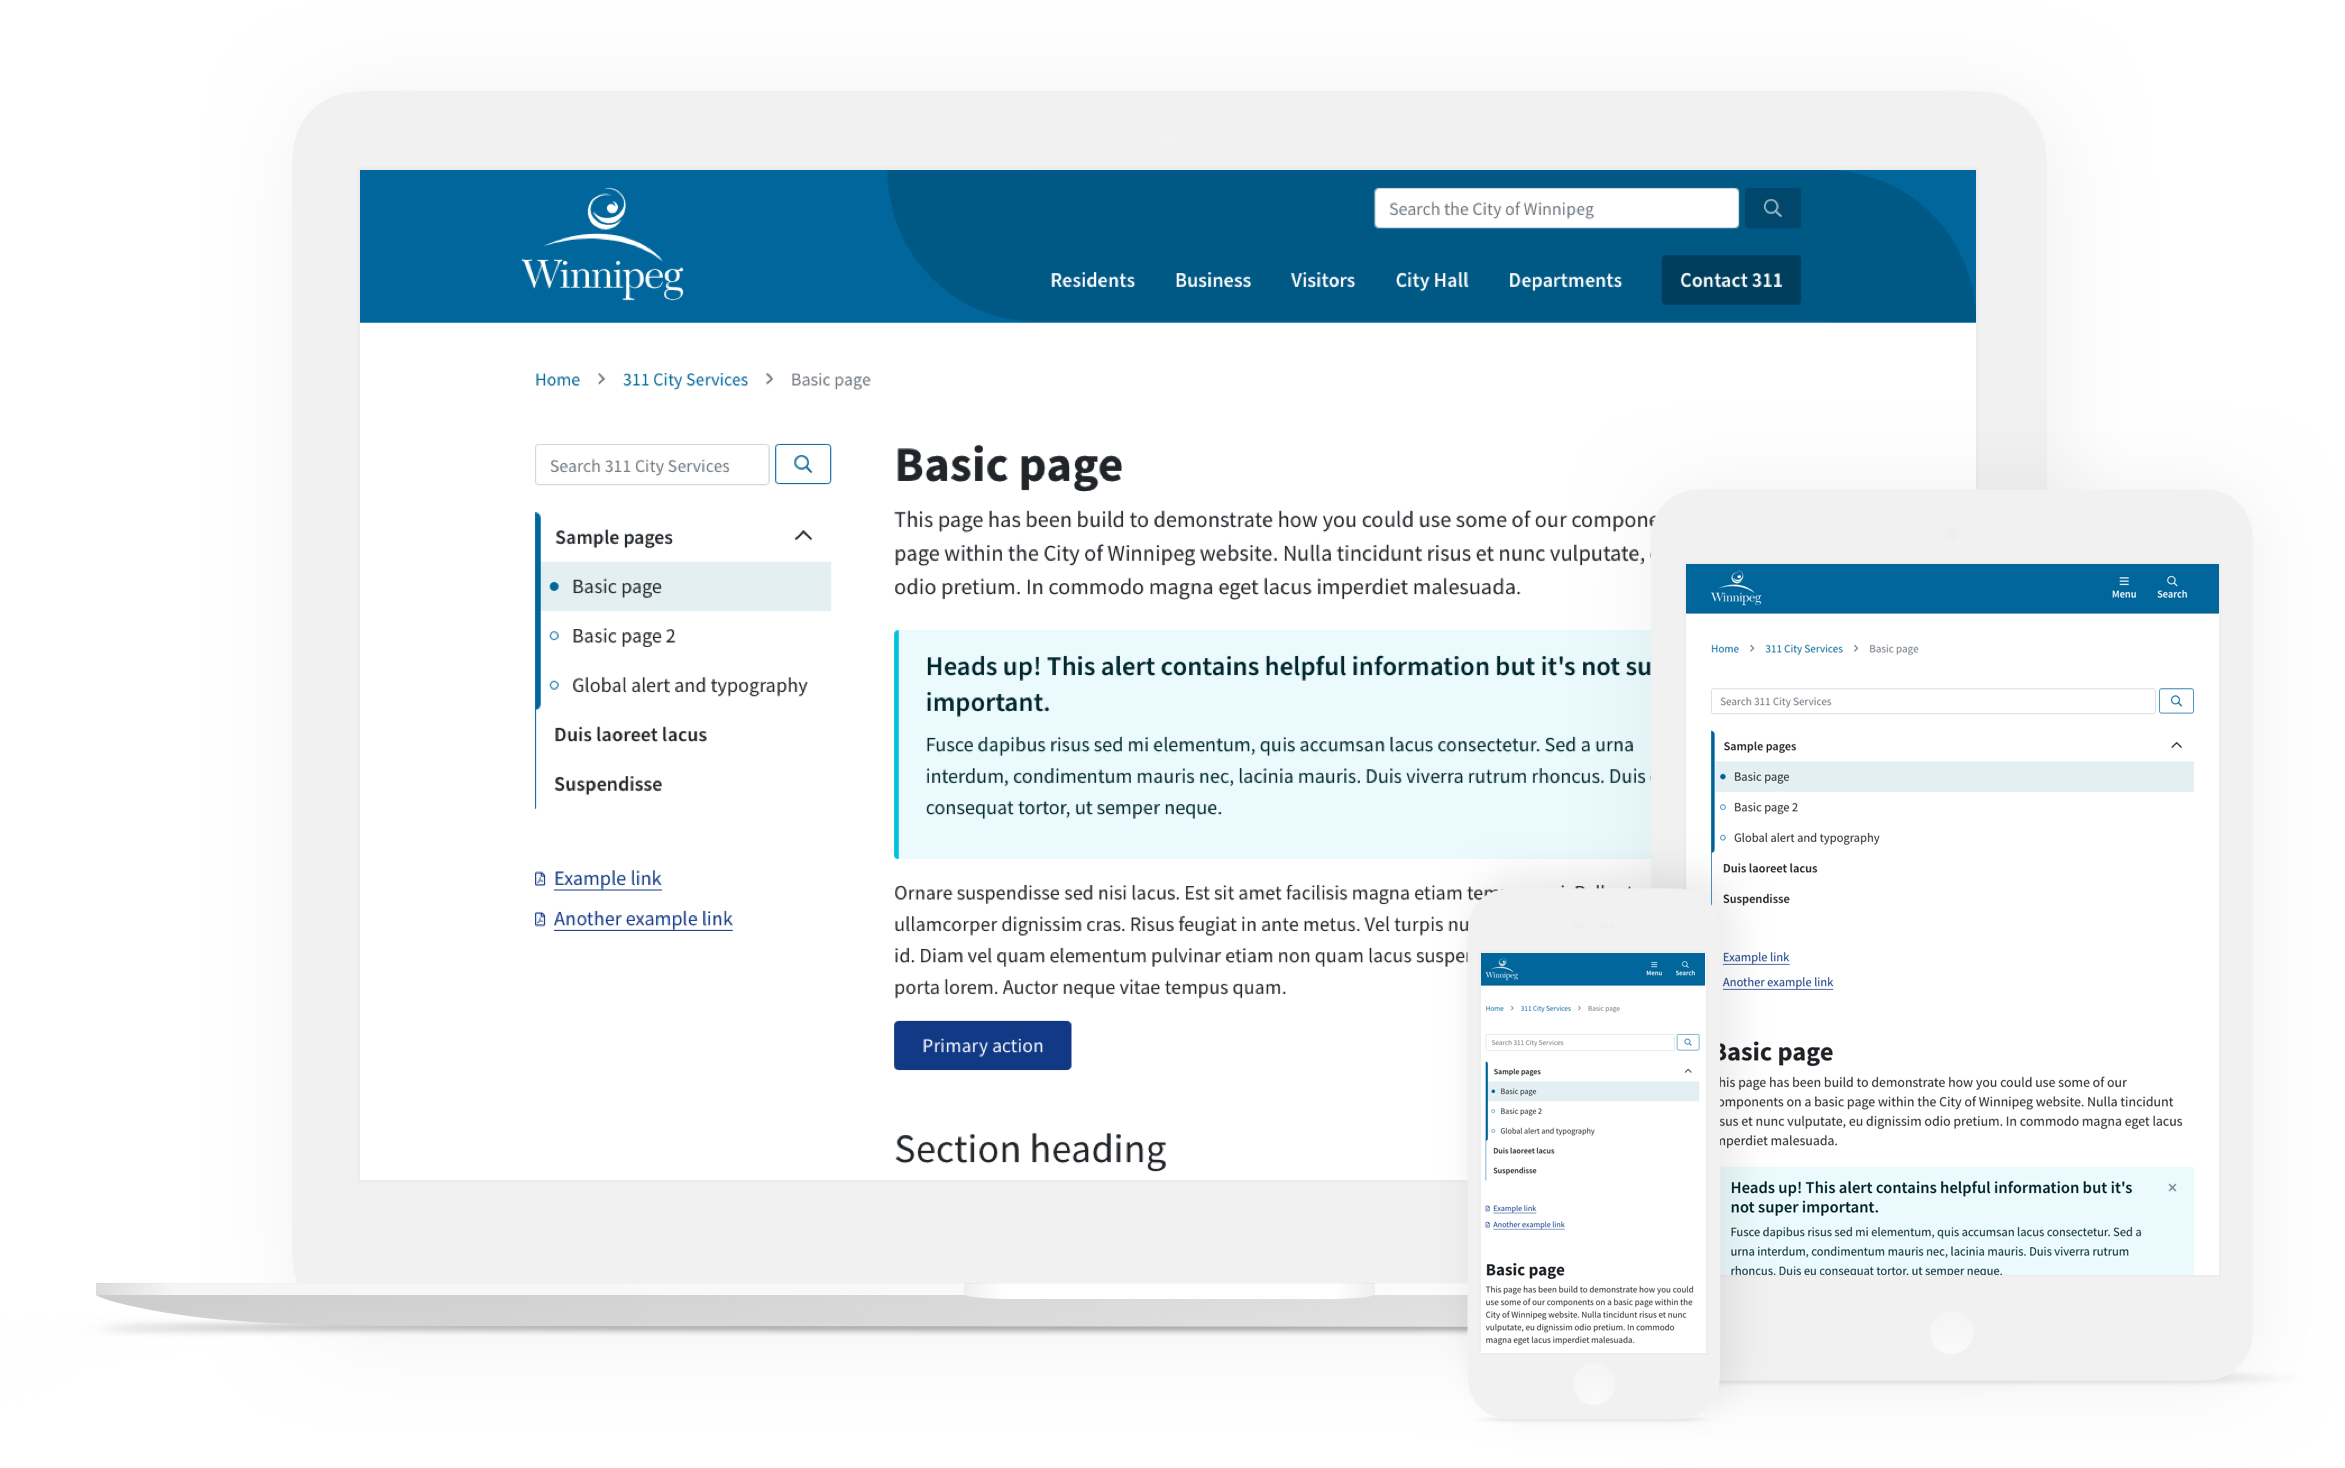 Winnipeg
Search the City of Winnipeg
Residents Business Visitors City Hall Departments Contact 311
Home > 311 City Services > Basic page
Search 311 City Services
Sample pages
Basic page
Basic page 2
Global alert and typography
Duis laoreet lacus
Suspendisse
Example link
Another example link
Basic page
This page has been build to demonstrate how you could use some of our
page within the City of Winnipeg website. Nulla tincidunt risus et nunc vulputate,
odio pretium. In commodo magna eget lacus imperdiet malesuada.
Heads up! This alert contains helpful information but it's not su
important.
Fusce dapibus risus sed mi elementum, quis accumsan lacus consectetur. Sed a urna
interdum, condimentum mauris nec, lacinia mauris. Duis viverra rutrum rhoncus. Duis
consequat tortor, ut semper neque.
Ornare suspendisse sed nisi lacus. Est sit amet facilisis magna etiam
ullamcorper dignissim cras. Risus feugiat in ante metus. Vel turpis nu
id. Diam vel quam elementum pulvinar etiam non quam lacus
porta lorem. Auctor neque vitae tempus quam.
Primary action
Section heading
Winnipeg
Menu Search
Home > 311 City Services > Basic page
Search 311 City Services
Sample pages
Basic page
Basic page 2
Global alert and typography
Duis laoreet lacus
Suspendisse
Example link
Another example link
Basic page
his page has been build to demonstrate how you could use some of our
omponents on a basic page within the City of Winnipeg website. Nulla tincidunt
sus et nunc vulputate, eu dignissim odio pretium. In commodo magna eget lacus
mperdiet malesuada.
Heads up! This alert contains helpful information but it's
not super important.
Fusce dapibus risus sed mi elementum, quis accumsan lacus consectetur. Sed a
urna interdum, condimentum mauris nec, lacinia mauris. Duis viverra rutrum
rhoncus. Duis eu consequat tortor, ut semper neque.
Winnipeg
Menu Search
Home > 311 City Services > Basic page
Search 311 City Services
Sample pages
Basic page
Basic page 2
Global alert and typography
Duis laoreet lacus
Suspendisse
Example link
Another example link
Basic page
This page has been build to demonstrate how you could
use some of our components on a basic page within the
City of Winnipeg website. Nulla tincidunt risus et nunc
vulputate, eu dignissim odio pretium. In commodo
magna eget lacus imperdiet malesuada.